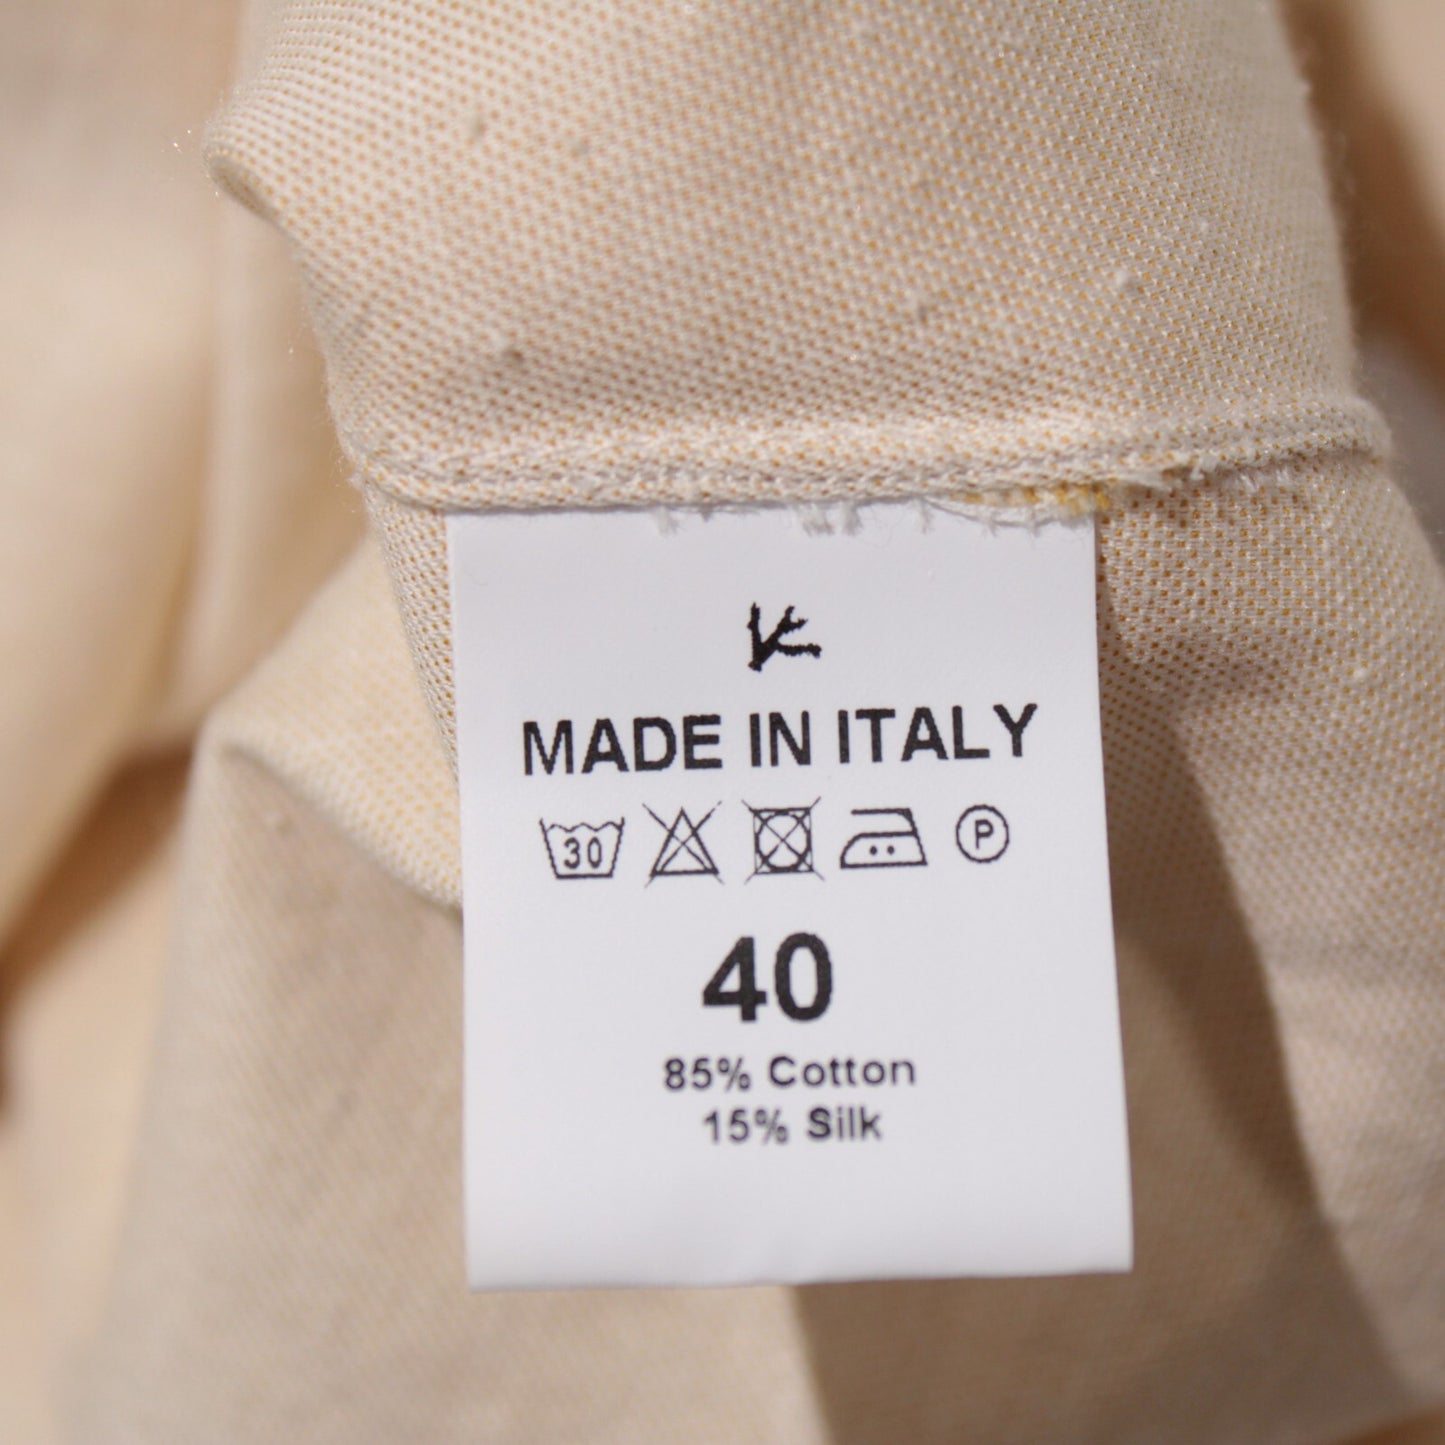 MADE IN ITALY
30 P
40
85% Cotton
15% Silk